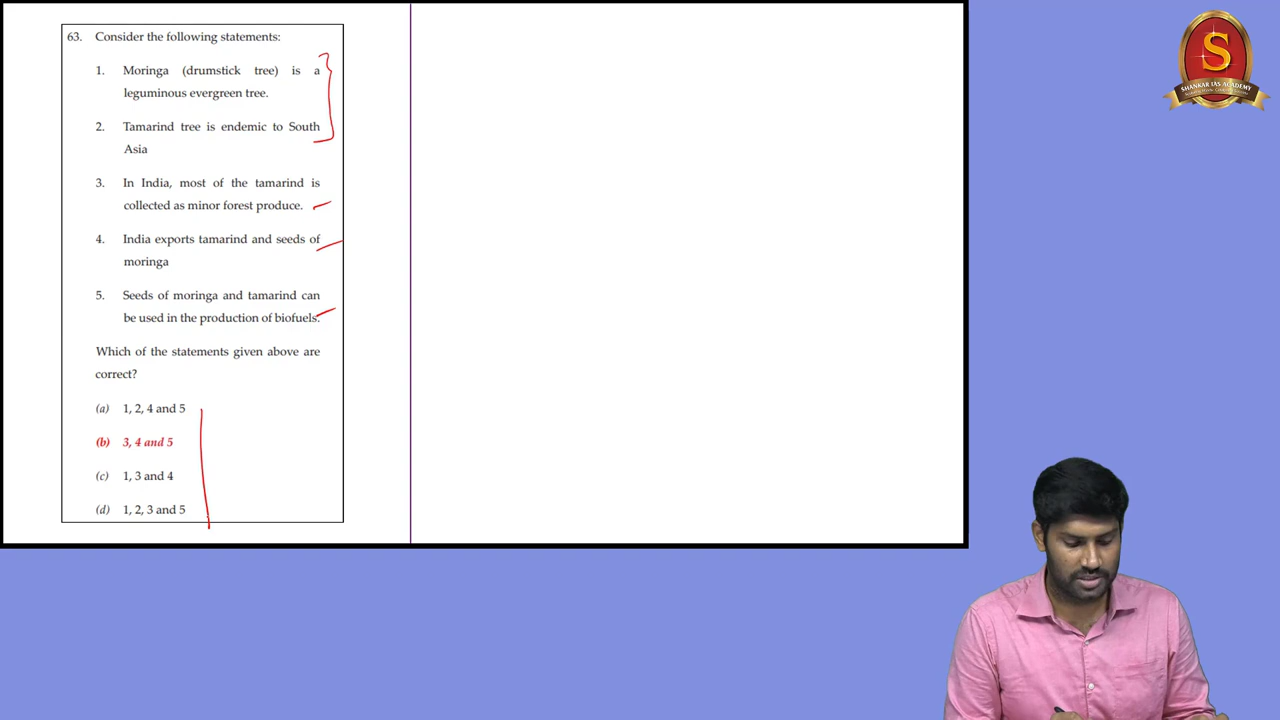 63. Consider the following statements:
1. Moringa (drumstick tree) is a
leguminous evergreen tree.
2. Tamarind tree is endemic to South
Asia
3. In India, most of the tamarind is
collected as minor forest produce.
4. India exports tamarind and seeds of
moringa
5. Seeds of moringa and tamarind can
be used in the production of biofuels.
Which of the statements given above are
correct?
(a) 1, 2, 4 and 5
(b) 3, 4 and 5
(c) 1, 3 and 4
(d) 1, 2, 3 and 5
S
SHANKAR IAS ACADEMY